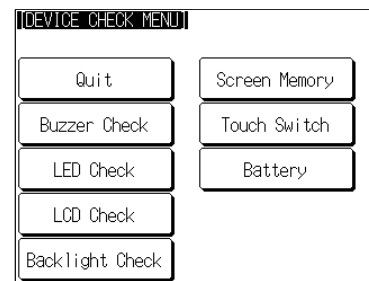 [DEVICE CHECK MENU]
Quit
Screen Memory
Buzzer Check
Touch Switch
LED Check
Battery
LCD Check
Backlight Check